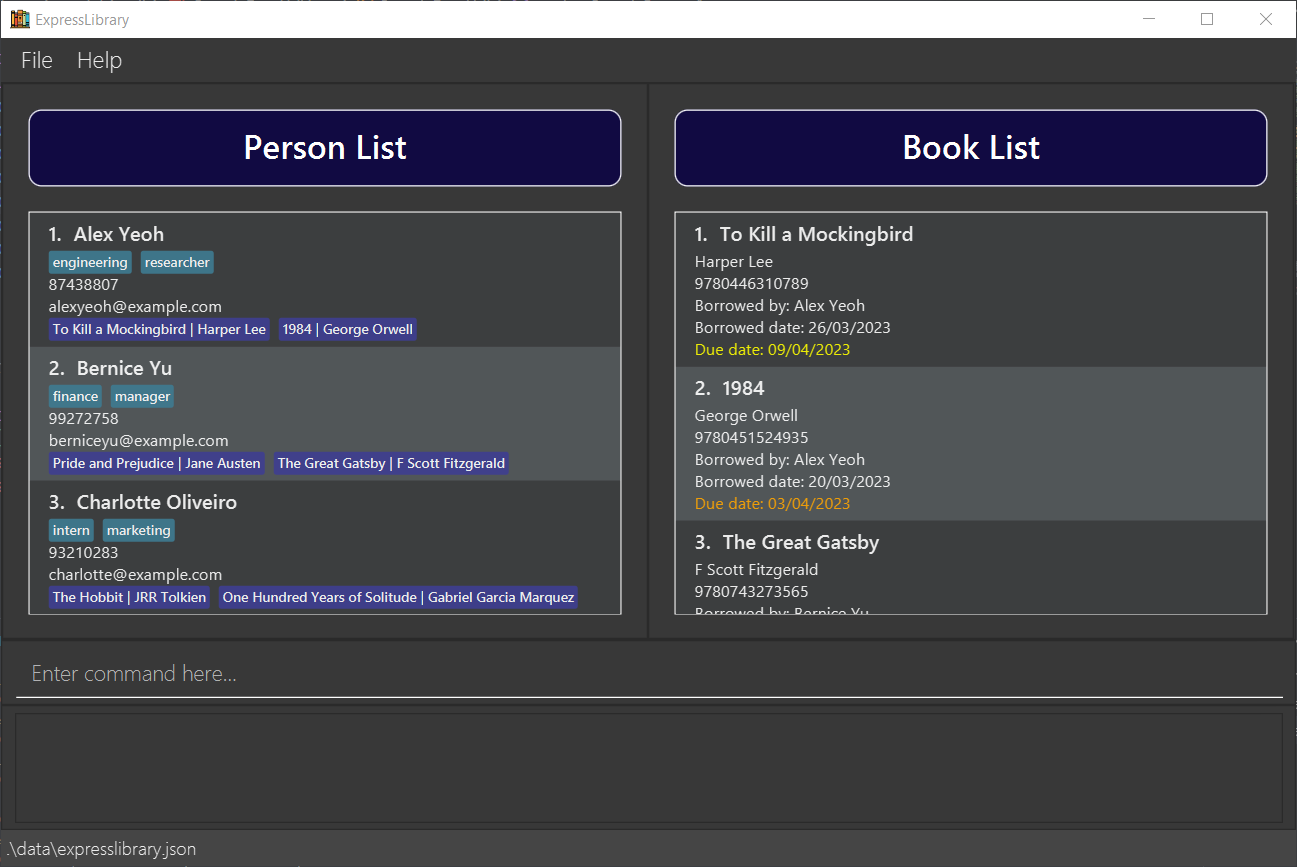 ExpressLibrary
File Help
Person List
1. Alex Yeoh
engineering researcher
87438807
alexyeoh@example.com
To Kill a Mockingbird | Harper Lee 1984 | George Orwell
2. Bernice Yu
finance manager
99272758
berniceyu@example.com
Pride and Prejudice | Jane Austen The Great Gatsby | F Scott Fitzgerald
3. Charlotte Oliveiro
intern marketing
93210283
charlotte@example.com
The Hobbit | JRR Tolkien One Hundred Years of Solitude | Gabriel Garcia Marquez
Book List
1. To Kill a Mockingbird
Harper Lee
9780446310789
Borrowed by: Alex Yeoh
Borrowed date: 26/03/2023
Due date: 09/04/2023
2. 1984
George Orwell
9780451524935
Borrowed by: Alex Yeoh
Borrowed date: 20/03/2023
Due date: 03/04/2023
3. The Great Gatsby
F Scott Fitzgerald
9780743273565
Borrowed by: Bernice Yu
Enter command here...
.\data\expresslibrary.json